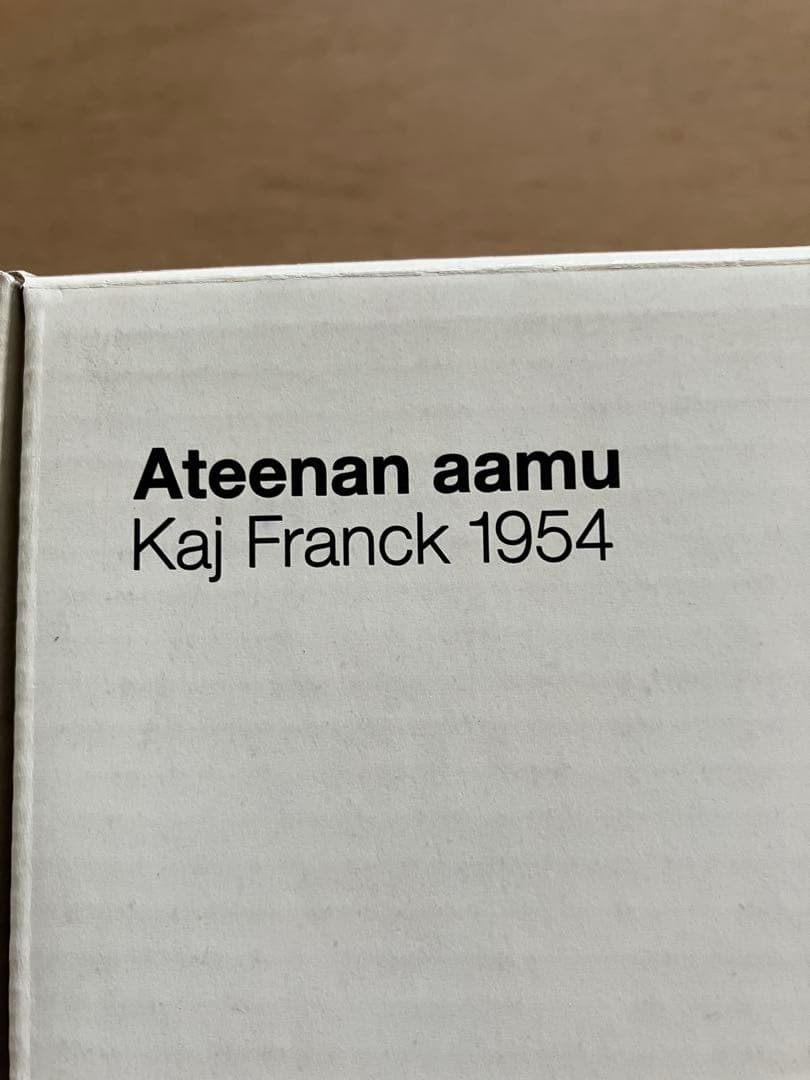 Ateenan aamu
Kaj Franck 1954